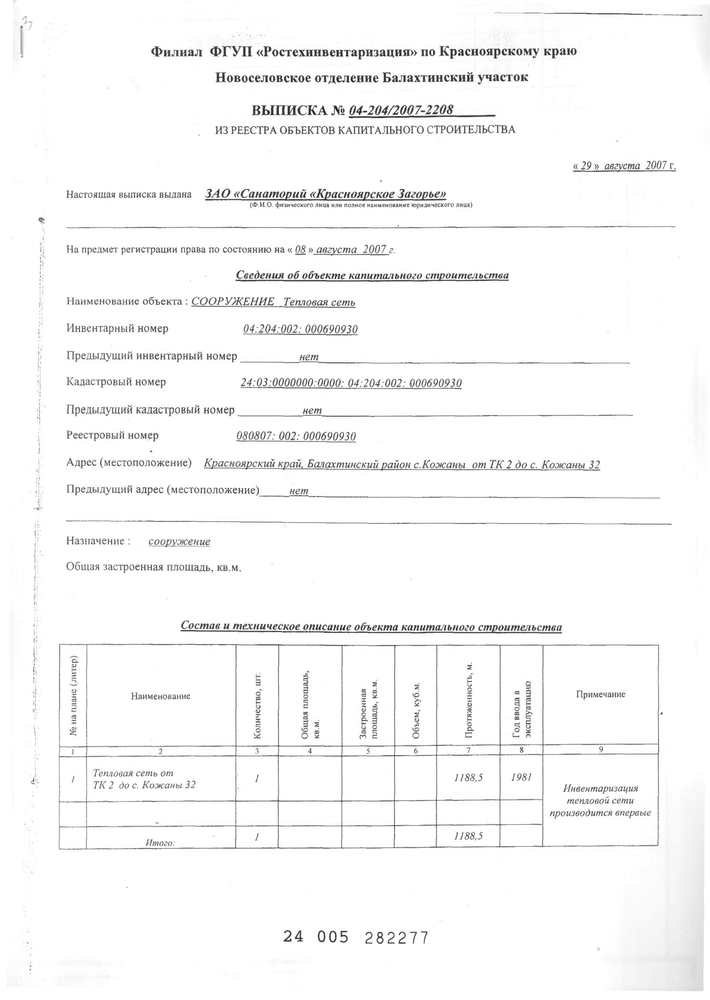 3
Филиал ФГУП «Ростехинвентаризация» по Красноярскому краю
Новоселовское отделение Балахтинский участок
ВЫПИСКА № 04-204/2007-2208
ИЗ РЕЕСТРА ОБЪЕКТОВ КАПИТАЛЬНОГО СТРОИТЕЛЬСТВА
« 29 » августа 2007 г.
Настоящая выписка выдана ЗАО «Санаторий «Красноярское Загорье»
(Ф.И.О. физического лица или полное наименование юридического лица)
На предмет регистрации права по состоянию на « 08 » августа 2007 г.
Сведения об объекте капитального строительства
Наименование объекта : СООРУЖЕНИЕ Тепловая сеть
Инвентарный номер 04:204:002: 000690930
Предыдущий инвентарный номер нет
Кадастровый номер 24:03:0000000:0000: 04:204:002: 000690930
Предыдущий кадастровый номер нет
Реестровый номер 080807: 002: 000690930
Адрес (местоположение) Красноярский край, Балахтинский район с.Кожаны от ТК 2 до с. Кожаны 32
Предыдущий адрес (местоположение) нет
Назначение : сооружение
Общая застроенная площадь, кв.м.
Состав и техническое описание объекта капитального строительства
№ на плане (литер)
Наименование
Количество, шт.
Общая площадь,
кв.м.
Застроенная
площадь, кв.м.
Объем, куб.м.
Протяженность, м.
Год ввода в
эксплуатацию
Примечание
1 2 3 4 5 6 7 8 9
1
Тепловая сеть от
ТК 2 до с. Кожаны 32
1
1188,5
1981
Инвентаризация
тепловой сети
производится впервые
Итого:
1
1188,5
24 005 282277